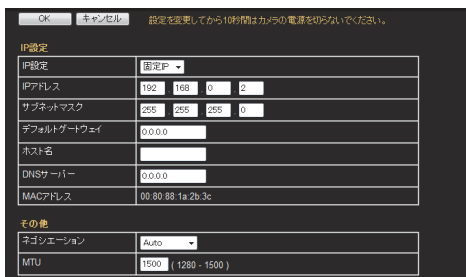 OK キャンセル 設定を変更してから10秒間はカメラの電源を切らないでください。
IP設定
IP設定 固定IP
IPアドレス 192 . 168 . 0 . 2
サブネットマスク 255 . 255 . 255 . 0
デフォルトゲートウェイ 0.0.0.0
ホスト名
DNSサーバー 0.0.0.0
MACアドレス 00:80:88:1a:2b:3c
その他
ネゴシエーション Auto
MTU 1500 ( 1280 - 1500 )